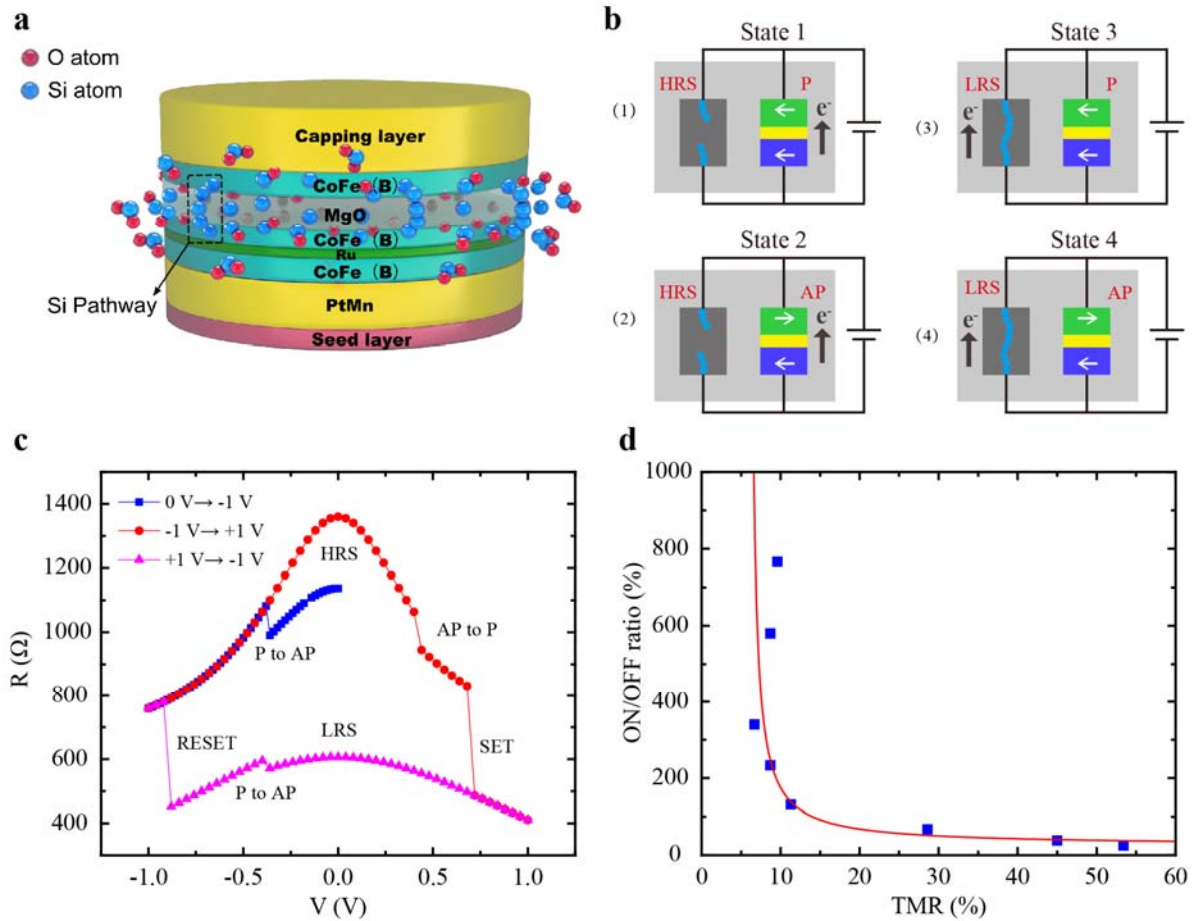 a
O atom
Si atom
Capping layer
CoFe (B)
MgO
CoFe (B)
Ru
CoFe (B)
PtMn
Seed layer
Si Pathway
b
State 1
HRS
P
(1)
e-
State 3
LRS
P
(3)
e-
State 2
HRS
AP
(2)
e-
State 4
LRS
AP
(4)
e-
c
0 V→ -1 V
-1 V→ +1 V
+1 V→ -1 V
HRS
P to AP
AP to P
RESET
LRS
SET
P to AP
R (Ω)
1400
1200
1000
800
600
400
-1.0
-0.5
0.0
0.5
1.0
V (V)
d
ON/OFF ratio (%)
1000
800
600
400
200
0
0
10
20
30
40
50
60
TMR (%)